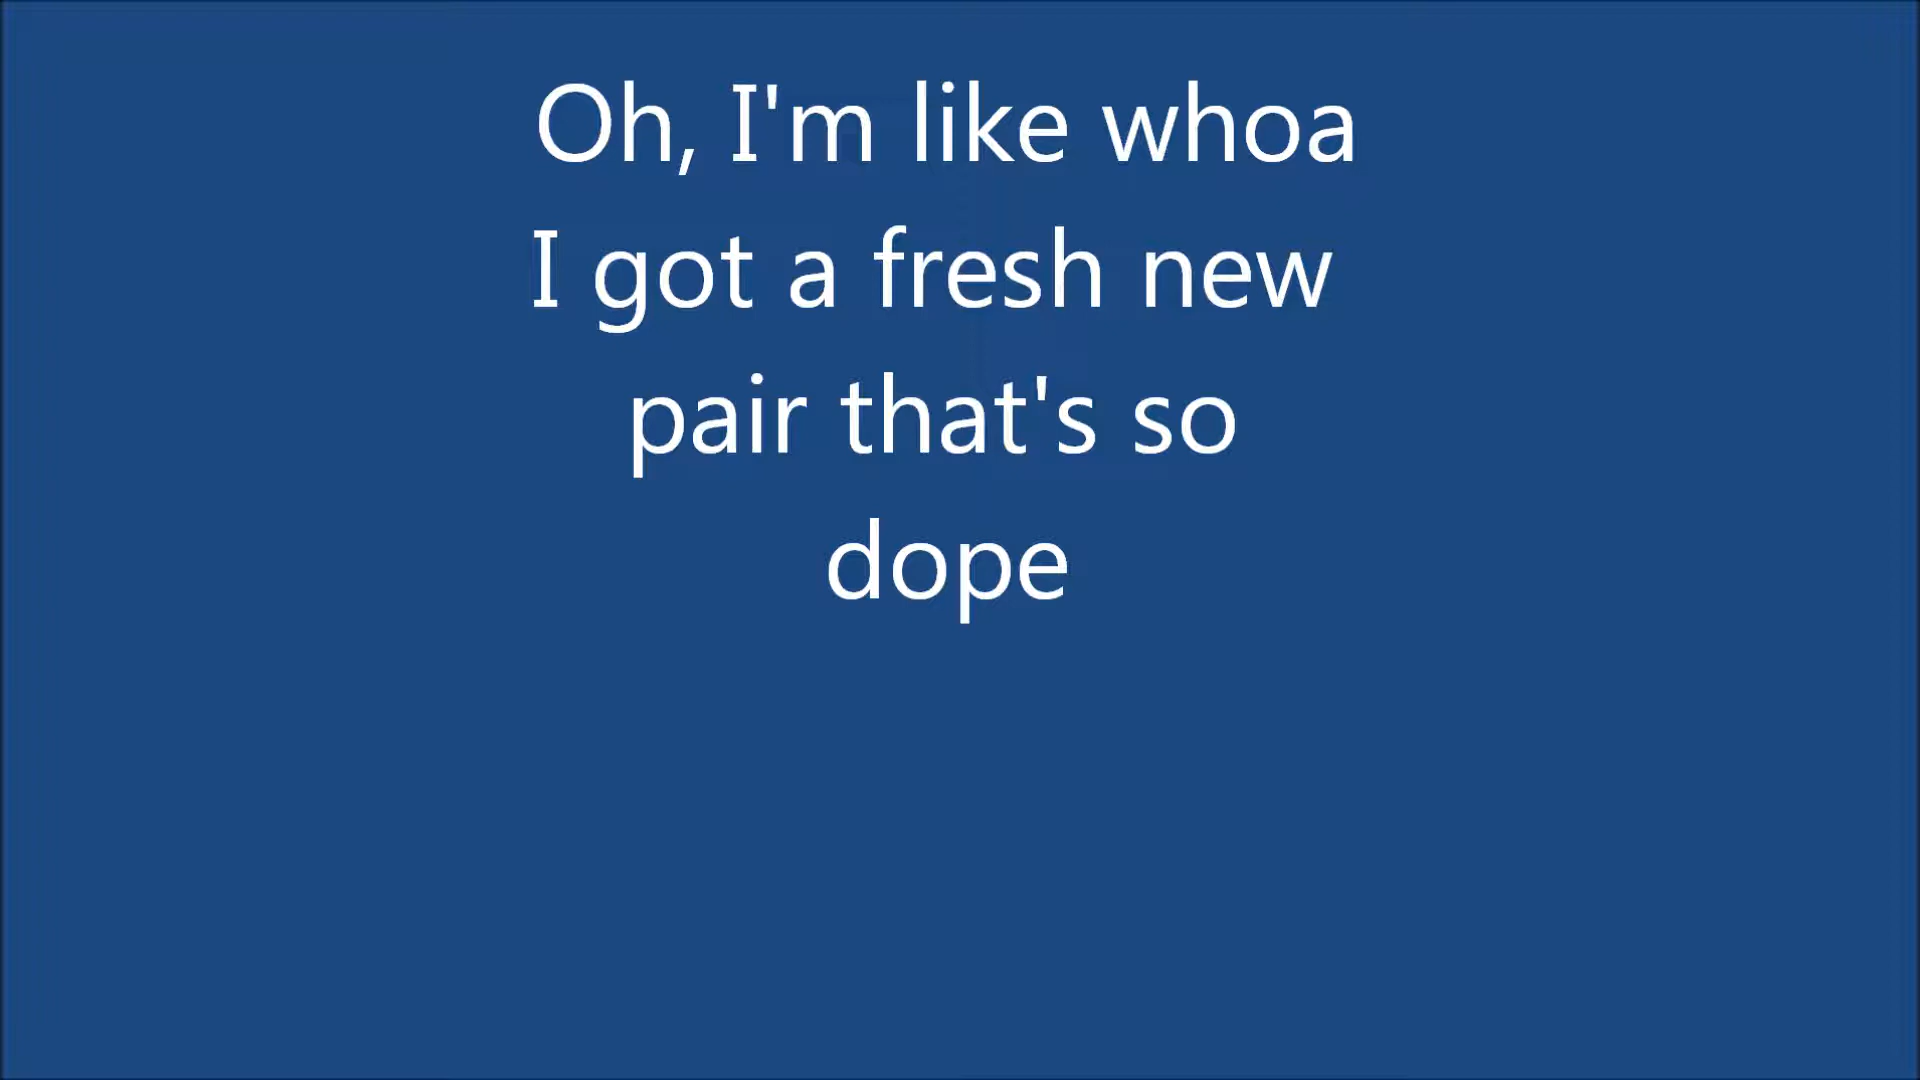 Oh, I'm like whoa
I got a fresh new
pair that's so
dope